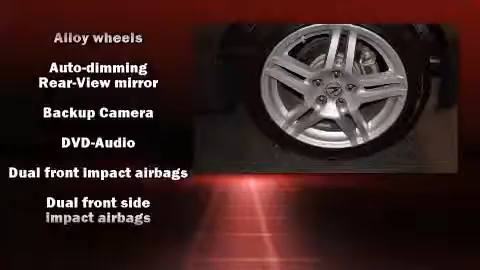 Alloy wheels
Auto-dimming
Rear-View mirror
Backup Camera
DVD-Audio
Dual front impact airbags
Dual front side
impact airbags